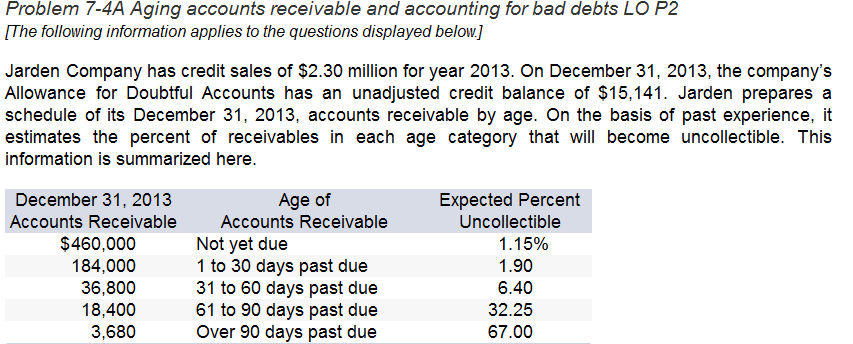 Problem 7-4A Aging accounts receivable and accounting for bad debts LO P2
[The following information applies to the questions displayed below.]
Jarden Company has credit sales of $2.30 million for year 2013. On December 31, 2013, the company's
Allowance for Doubtful Accounts has an unadjusted credit balance of $15,141. Jarden prepares a
schedule of its December 31, 2013, accounts receivable by age. On the basis of past experience, it
estimates the percent of receivables in each age category that will become uncollectible. This
information is summarized here.
December 31, 2013 Age of Expected Percent
Accounts Receivable Accounts Receivable Uncollectible
$460,000 Not yet due 1.15%
184,000 1 to 30 days past due 1.90
36,800 31 to 60 days past due 6.40
18,400 61 to 90 days past due 32.25
3,680 Over 90 days past due 67.00